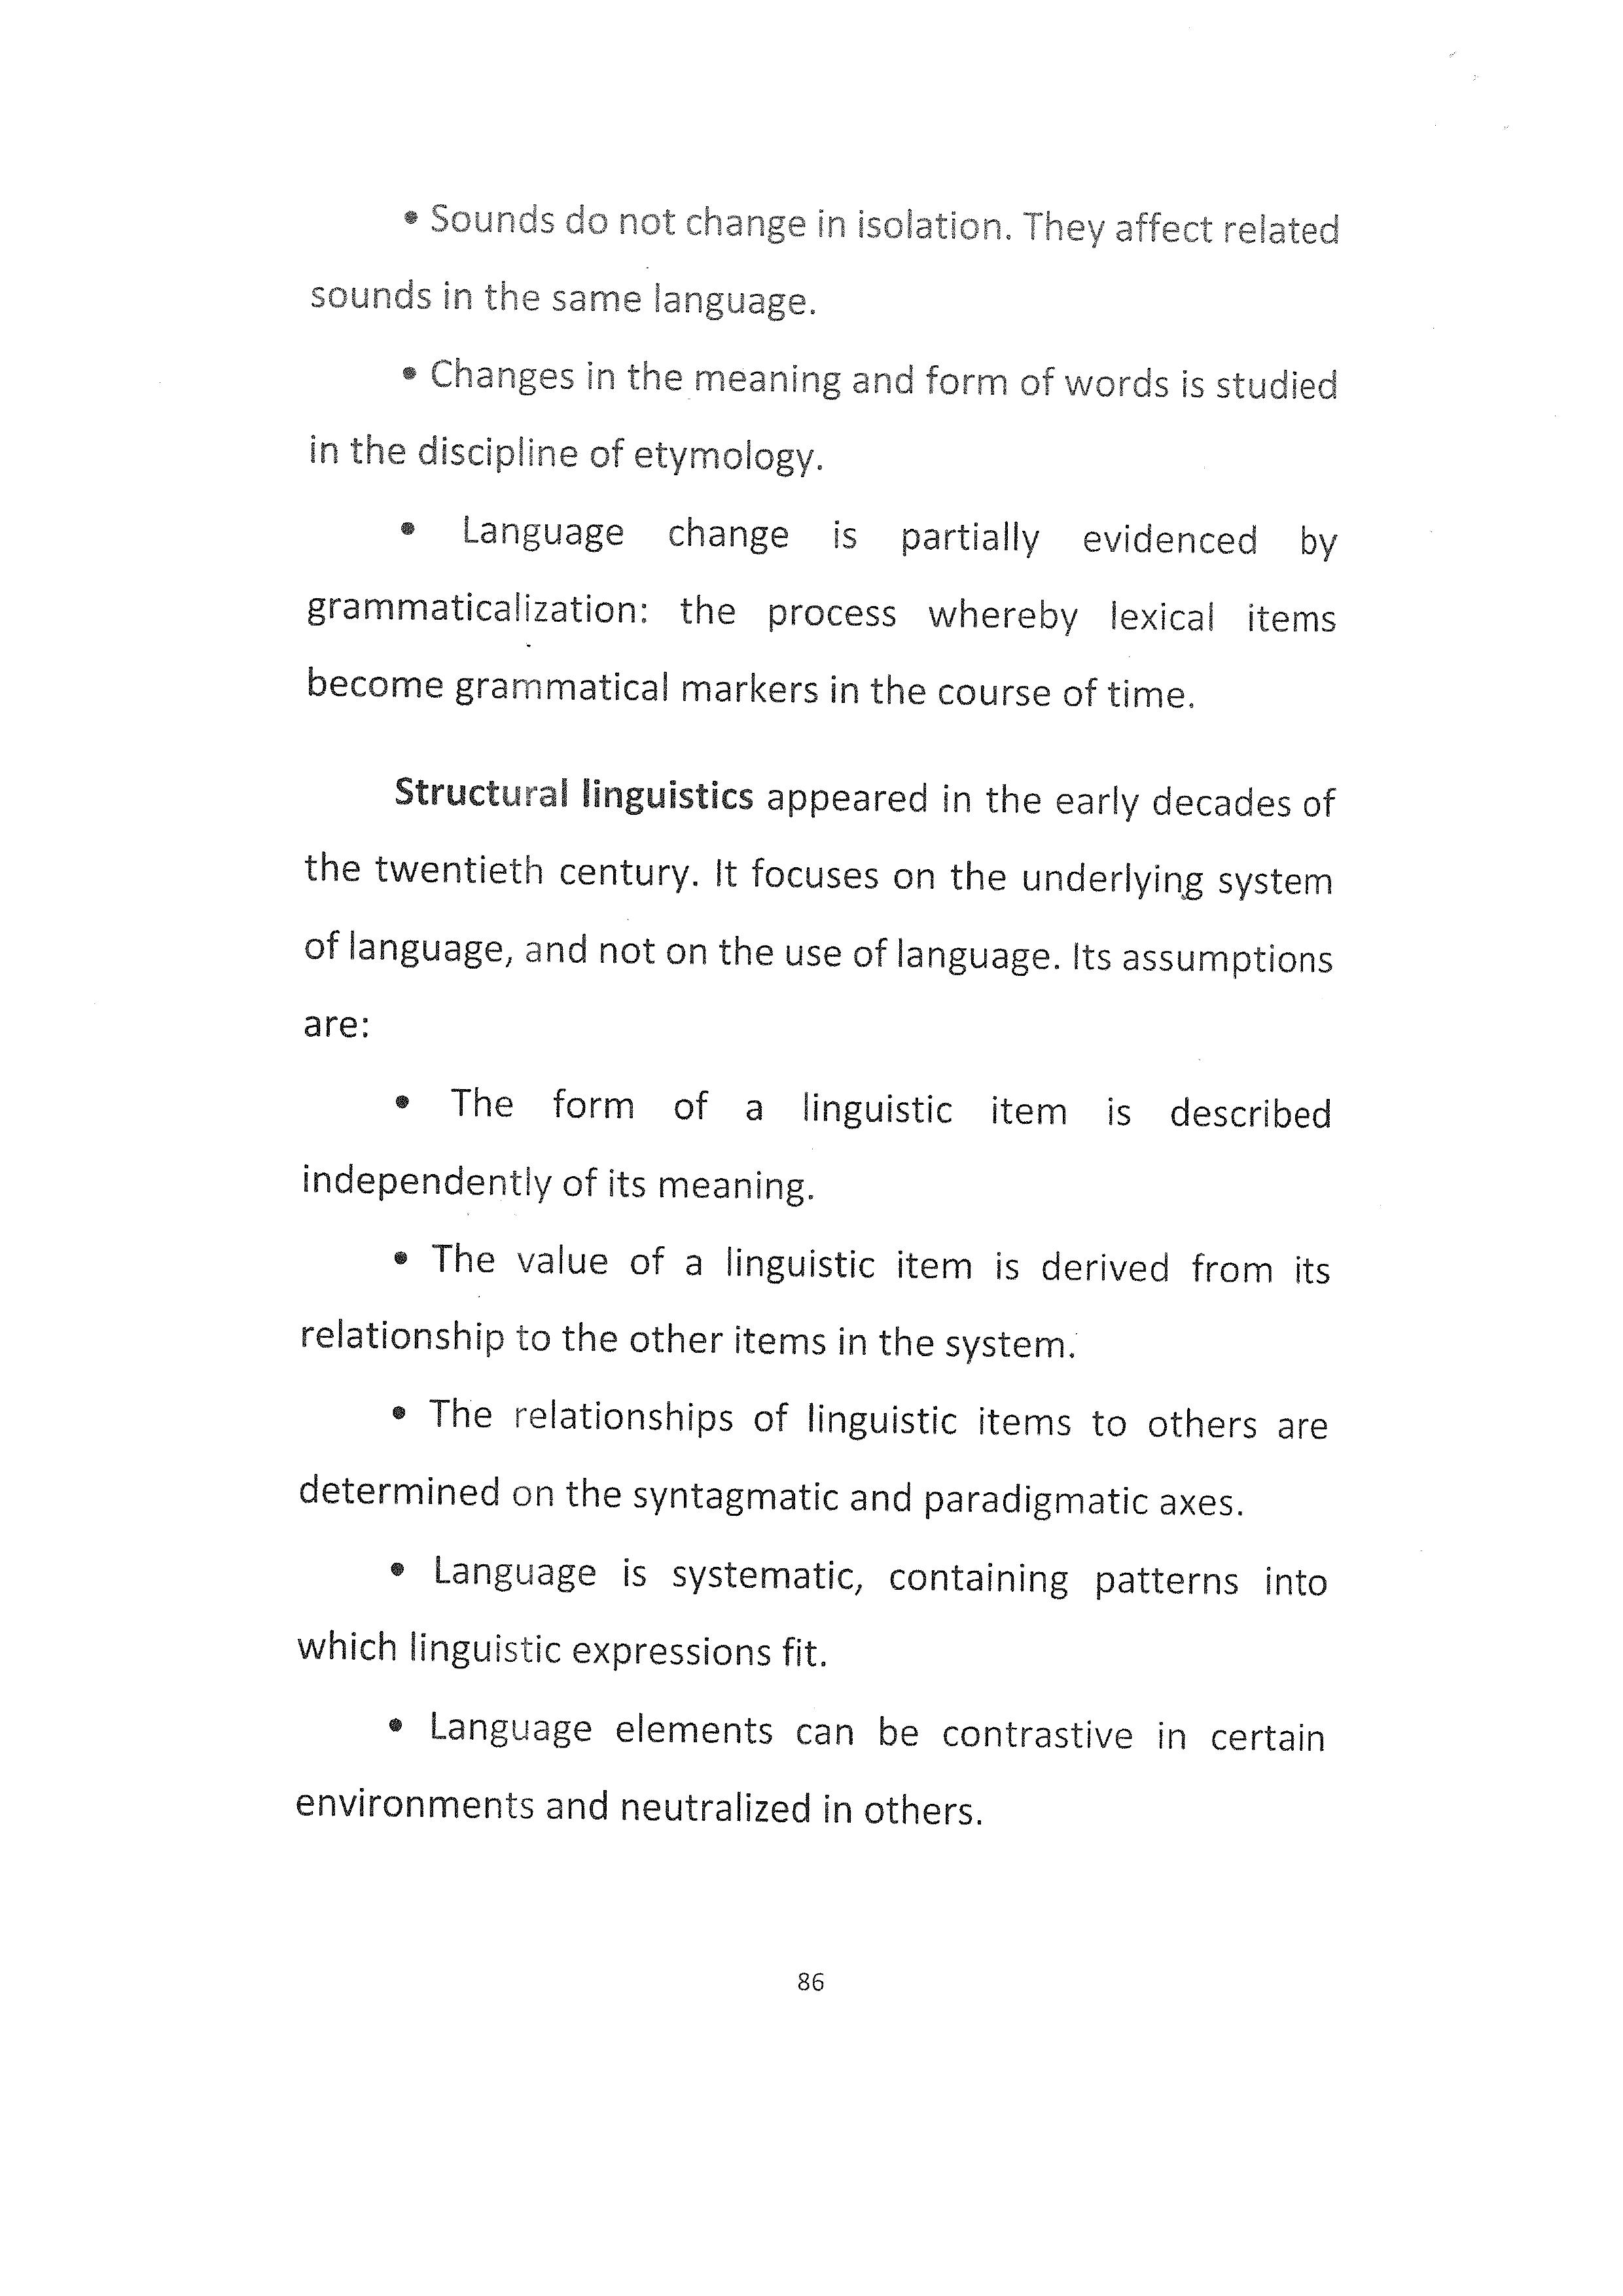 • Sounds do not change in isolation. They affect related
sounds in the same language.
• Changes in the meaning and form of words is studied
in the discipline of etymology.
• Language change is partially evidenced by
grammaticalization: the process whereby lexical items
become grammatical markers in the course of time.
Structural linguistics appeared in the early decades of
the twentieth century. It focuses on the underlying system
of language, and not on the use of language. Its assumptions
are:
• The form of a linguistic item is described
independently of its meaning.
• The value of a linguistic item is derived from its
relationship to the other items in the system.
• The relationships of linguistic items to others are
determined on the syntagmatic and paradigmatic axes.
• Language is systematic, containing patterns into
which linguistic expressions fit.
• Language elements can be contrastive in certain
environments and neutralized in others.
86